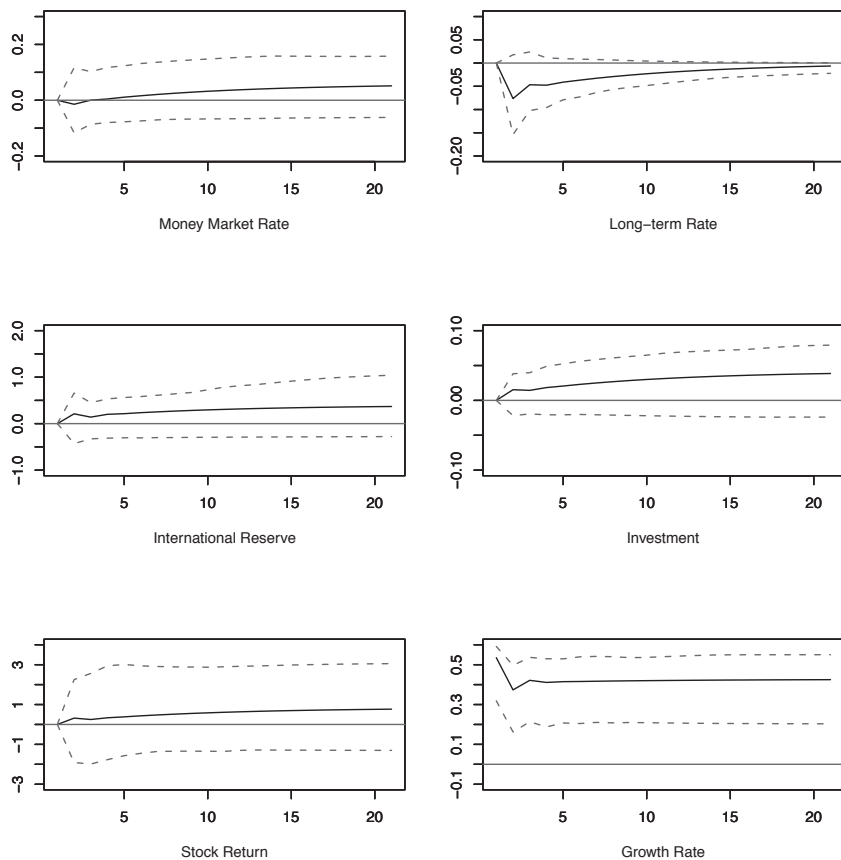 0.2
0.0
−0.2
5 10 15 20
Money Market Rate
0.05
−0.05
−0.20
5 10 15 20
Long−term Rate
2.0
1.0
0.0
−1.0
5 10 15 20
International Reserve
0.10
0.00
−0.10
5 10 15 20
Investment
3
1
−1
−3
5 10 15 20
Stock Return
0.5
0.3
0.1
−0.1
5 10 15 20
Growth Rate